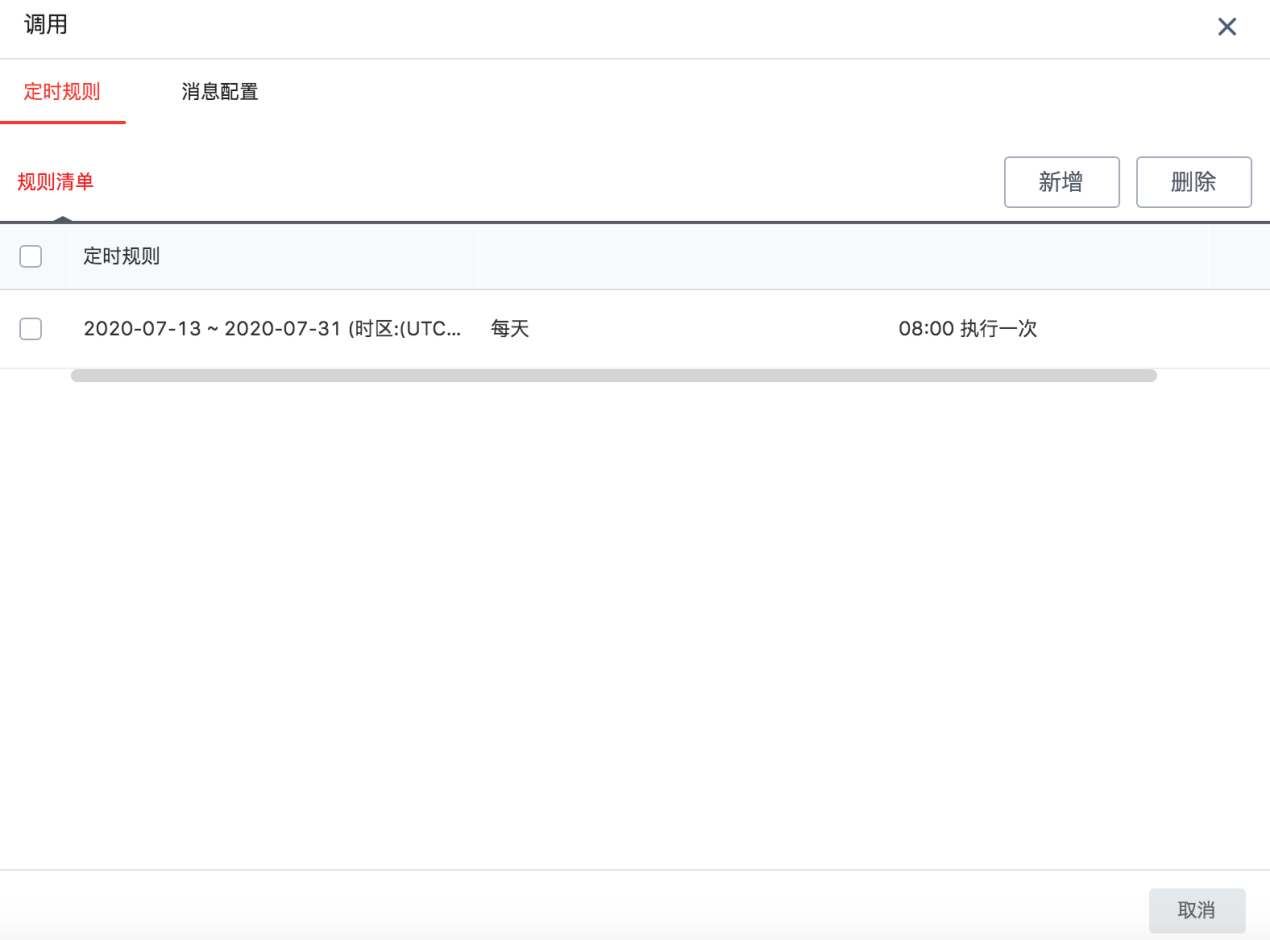 调用
定时规则 消息配置
规则清单 新增 删除
定时规则
2020-07-13 ~ 2020-07-31 (时区:(UTC... 每天 08:00 执行一次
取消